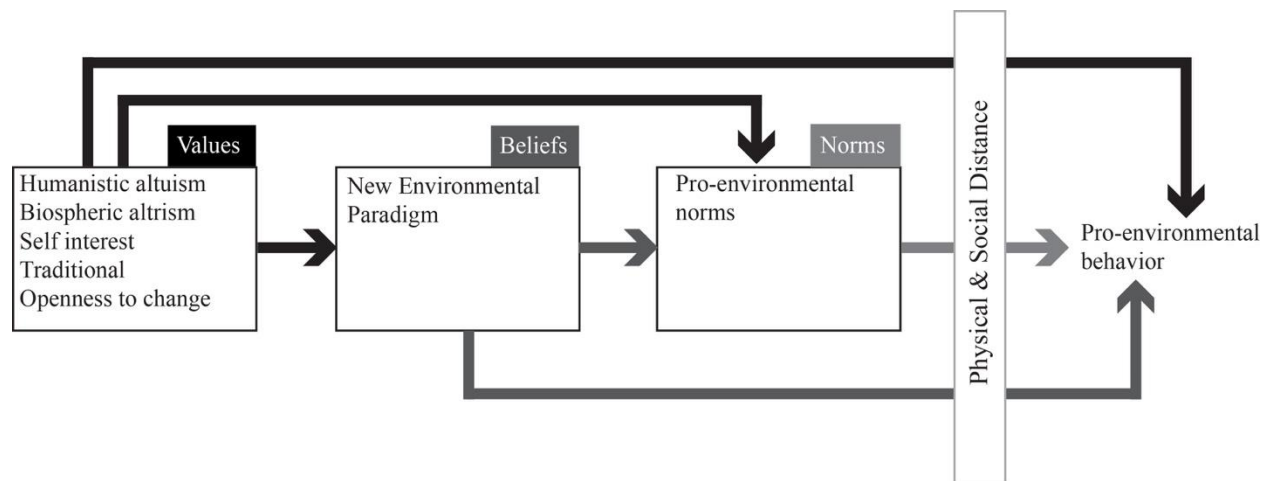 Values
Humanistic altuism
Biospheric altrism
Self interest
Traditional
Openness to change
Beliefs
New Environmental
Paradigm
Norms
Pro-environmental
norms
Physical & Social Distance
Pro-environmental
behavior